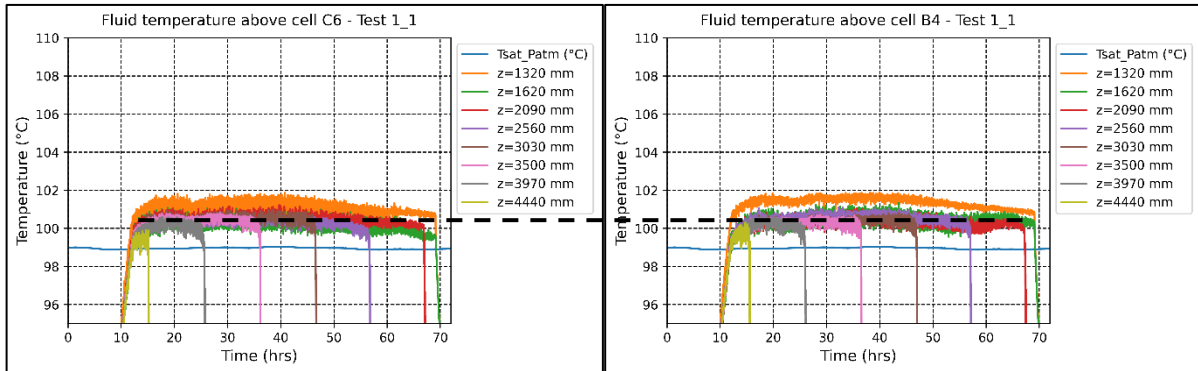 Fluid temperature above cell C6 - Test 1_1
Temperature (°C)
110
108
106
104
102
100
98
96
0 10 20 30 40 50 60 70
Time (hrs)
Tsat_Patm (°C)
z=1320 mm
z=1620 mm
z=2090 mm
z=2560 mm
z=3030 mm
z=3500 mm
z=3970 mm
z=4440 mm
Fluid temperature above cell B4 - Test 1_1
Temperature (°C)
110
108
106
104
102
100
98
96
0 10 20 30 40 50 60 70
Time (hrs)
Tsat_Patm (°C)
z=1320 mm
z=1620 mm
z=2090 mm
z=2560 mm
z=3030 mm
z=3500 mm
z=3970 mm
z=4440 mm